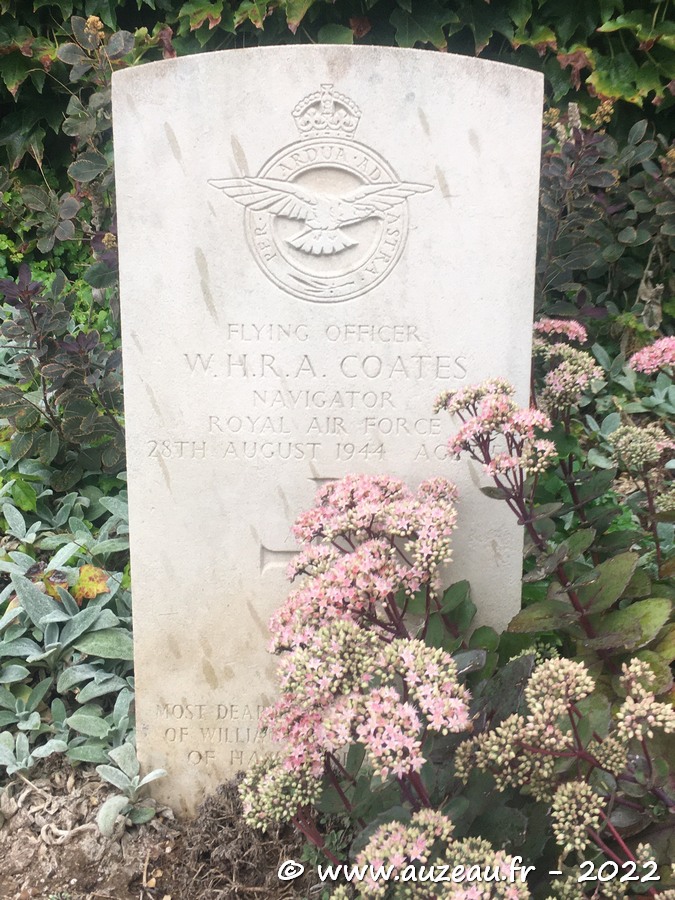 PER ARDUA AD ASTRA
FLYING OFFICER
W. H. R. A. COATES
NAVIGATOR
ROYAL AIR FORCE
28TH AUGUST 1944
MOST
OF WILLIAM
OF
© www.auzeau.fr - 2022